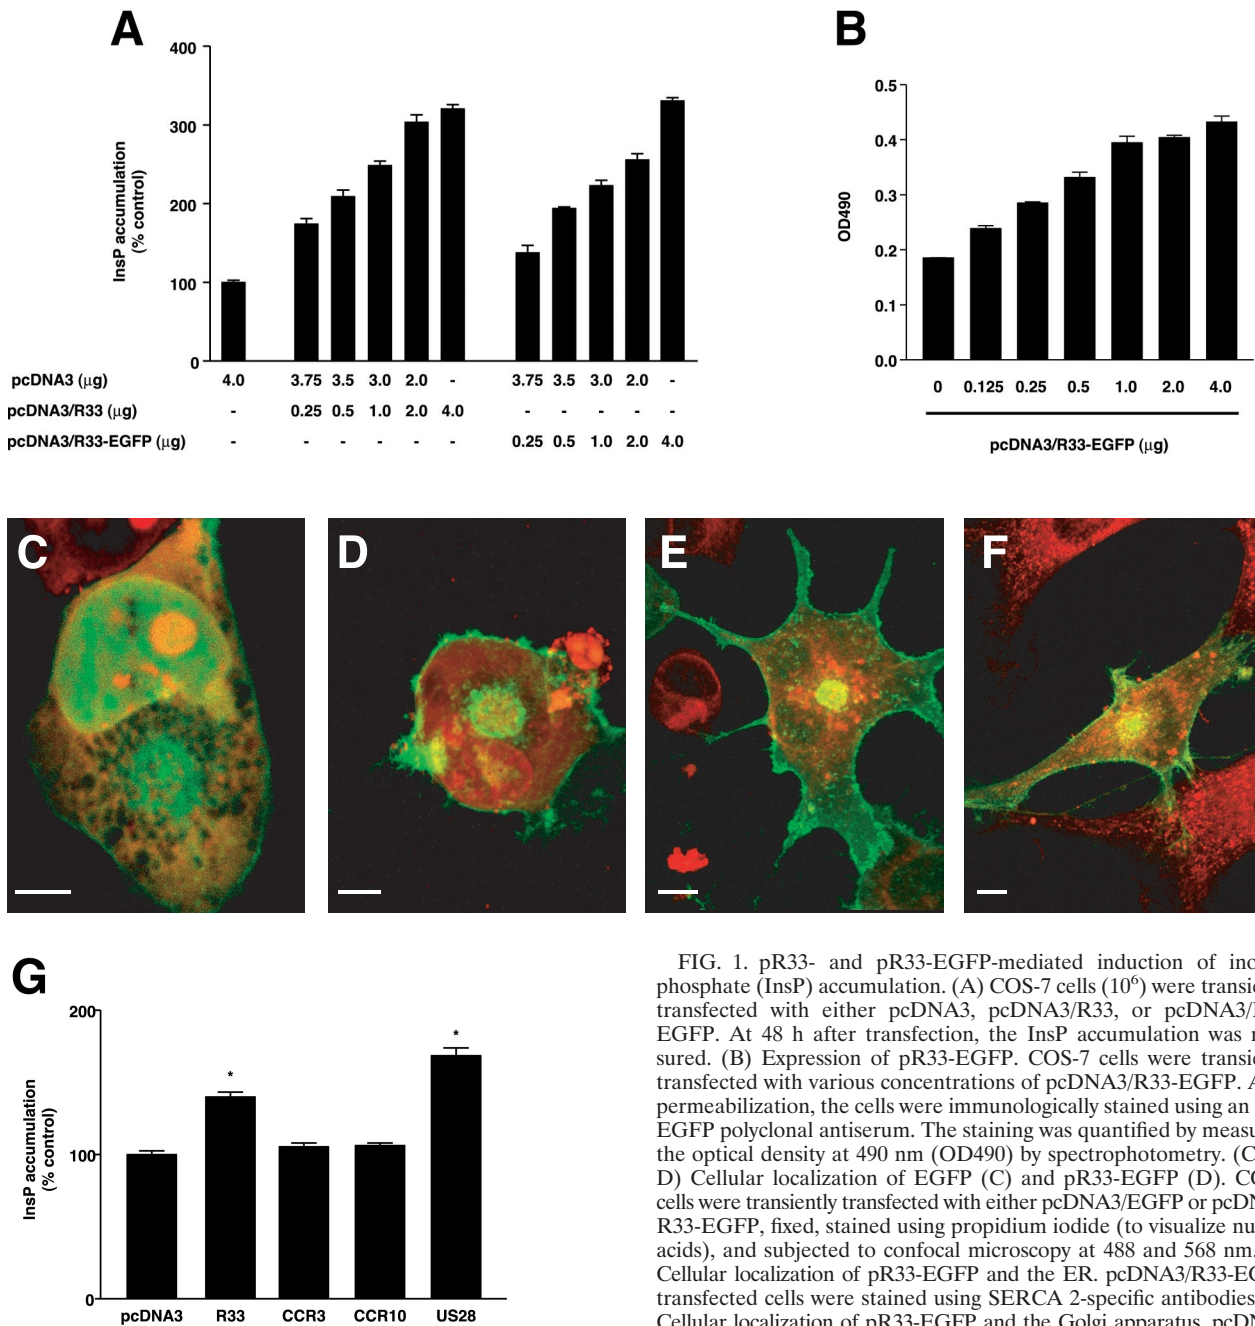 A
B
400
300
200
100
0
InsP accumulation
(% control)
pcDNA3 (μg) 4.0 3.75 3.5 3.0 2.0 - 3.75 3.5 3.0 2.0 -
pcDNA3/R33 (μg) - 0.25 0.5 1.0 2.0 4.0 - - - - -
pcDNA3/R33-EGFP (μg) - - - - - - 0.25 0.5 1.0 2.0 4.0
0.5
0.4
0.3
0.2
0.1
0.0
OD490
0 0.125 0.25 0.5 1.0 2.0 4.0
pcDNA3/R33-EGFP (μg)
C
D
E
F
G
200
100
0
InsP accumulation
(% control)
* *
pcDNA3 R33 CCR3 CCR10 US28
FIG. 1. pR33- and pR33-EGFP-mediated induction of
phosphate (InsP) accumulation. (A) COS-7 cells (10⁶) were
transfected with either pcDNA3, pcDNA3/R33, or
EGFP. At 48 h after transfection, the InsP accumulation was
sured. (B) Expression of pR33-EGFP. COS-7 cells were
transfected with various concentrations of pcDNA3/R33-EGFP.
permeabilization, the cells were immunologically stained using an
EGFP polyclonal antiserum. The staining was quantified by
the optical density at 490 nm (OD490) by spectrophotometry.
D) Cellular localization of EGFP (C) and pR33-EGFP (D).
cells were transiently transfected with either pcDNA3/EGFP or
R33-EGFP, fixed, stained using propidium iodide (to visualize
acids), and subjected to confocal microscopy at 488 and 568 nm.
Cellular localization of pR33-EGFP and the ER.
transfected cells were stained using SERCA 2-specific antibodies
Cellular localization of pR33-EGFP and the Golgi apparatus.